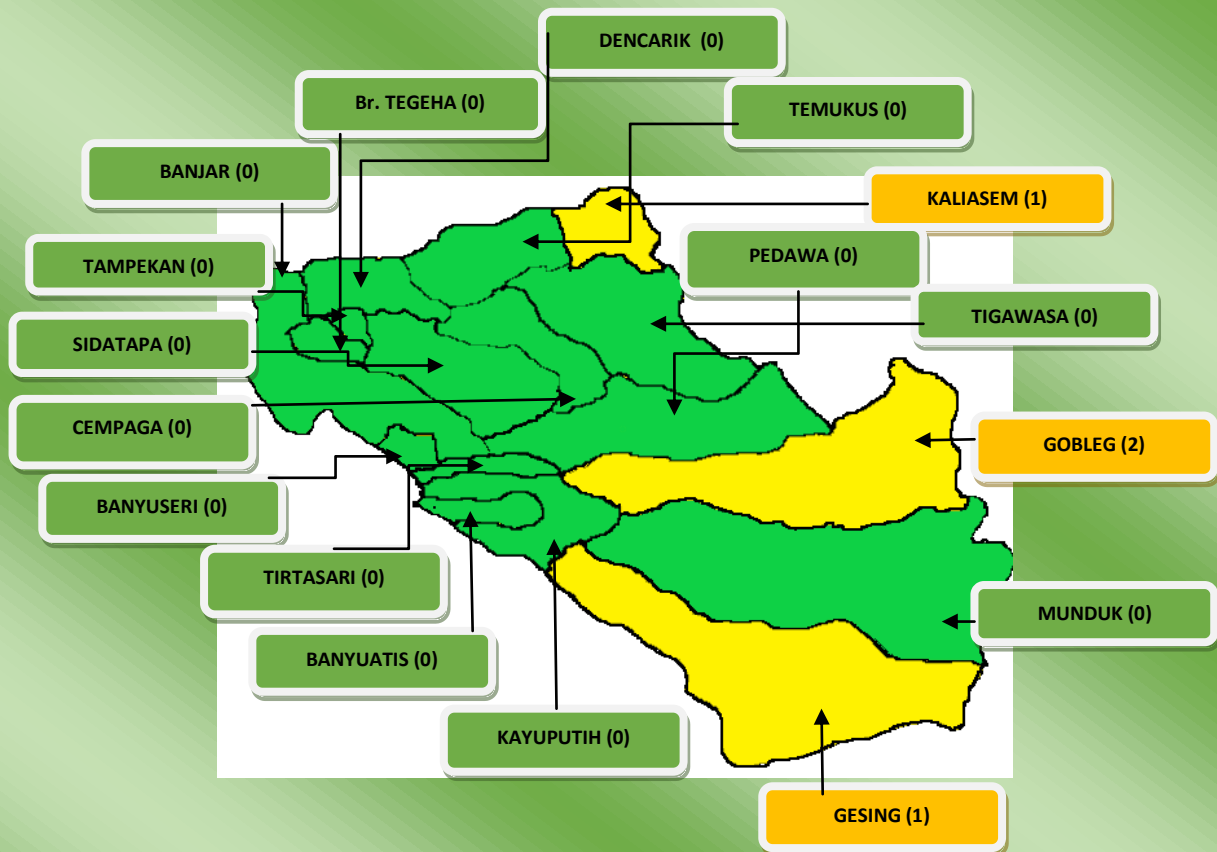 DENCARIK (0)
Br. TEGEHA (0)
TEMUKUS (0)
BANJAR (0)
KALIASEM (1)
TAMPEKAN (0)
PEDAWA (0)
TIGAWASA (0)
SIDATAPA (0)
CEMPAGA (0)
GOBLEG (2)
BANYUSERI (0)
TIRTASARI (0)
MUNDUK (0)
BANYUATIS (0)
KAYUPUTIH (0)
GESING (1)